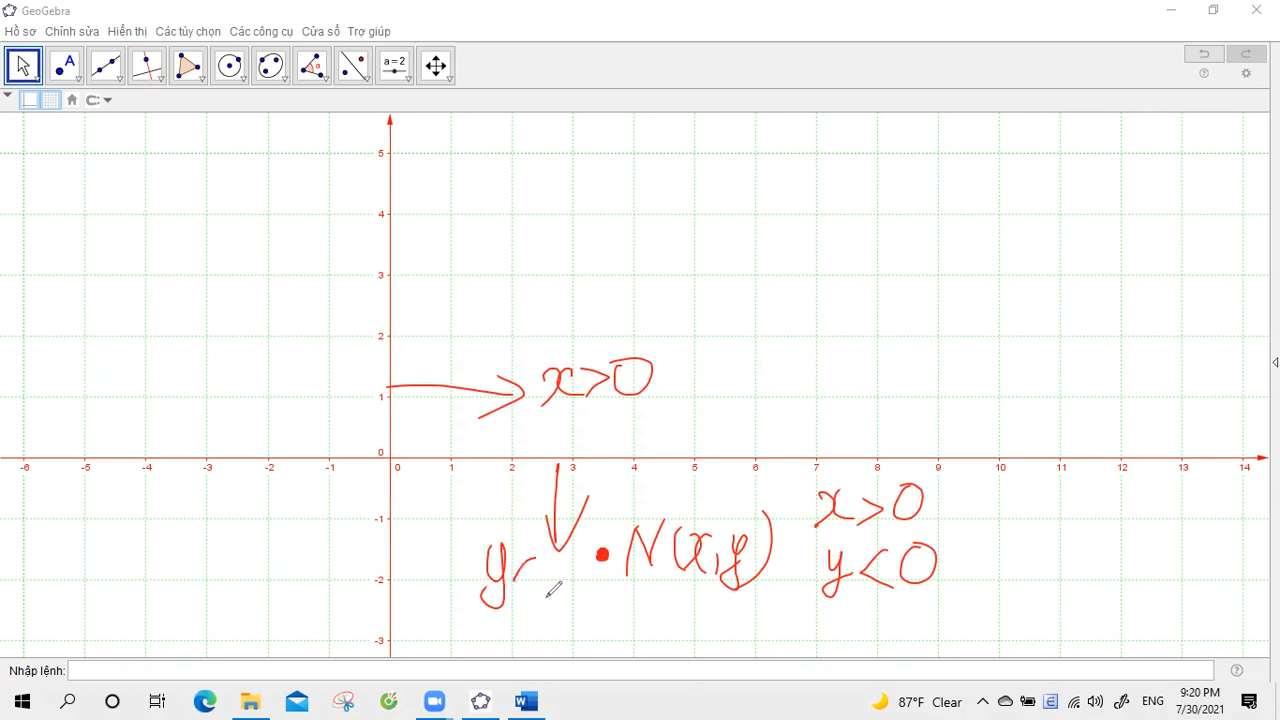 GeoGebra
Hồ sơ Chỉnh sửa Hiển thị Các tùy chọn Các công cụ Cửa sổ Trợ giúp
A
α
a = 2
5
4
3
2
x>0
1
0
-6 -5 -4 -3 -2 -1 0 1 2 3 4 5 6 7 8 9 10 11 12 13 14
x>0
-1
y N(x,y) y<0
-2
-3
Nhập lệnh:
87°F Clear ENG 9:20 PM
7/30/2021